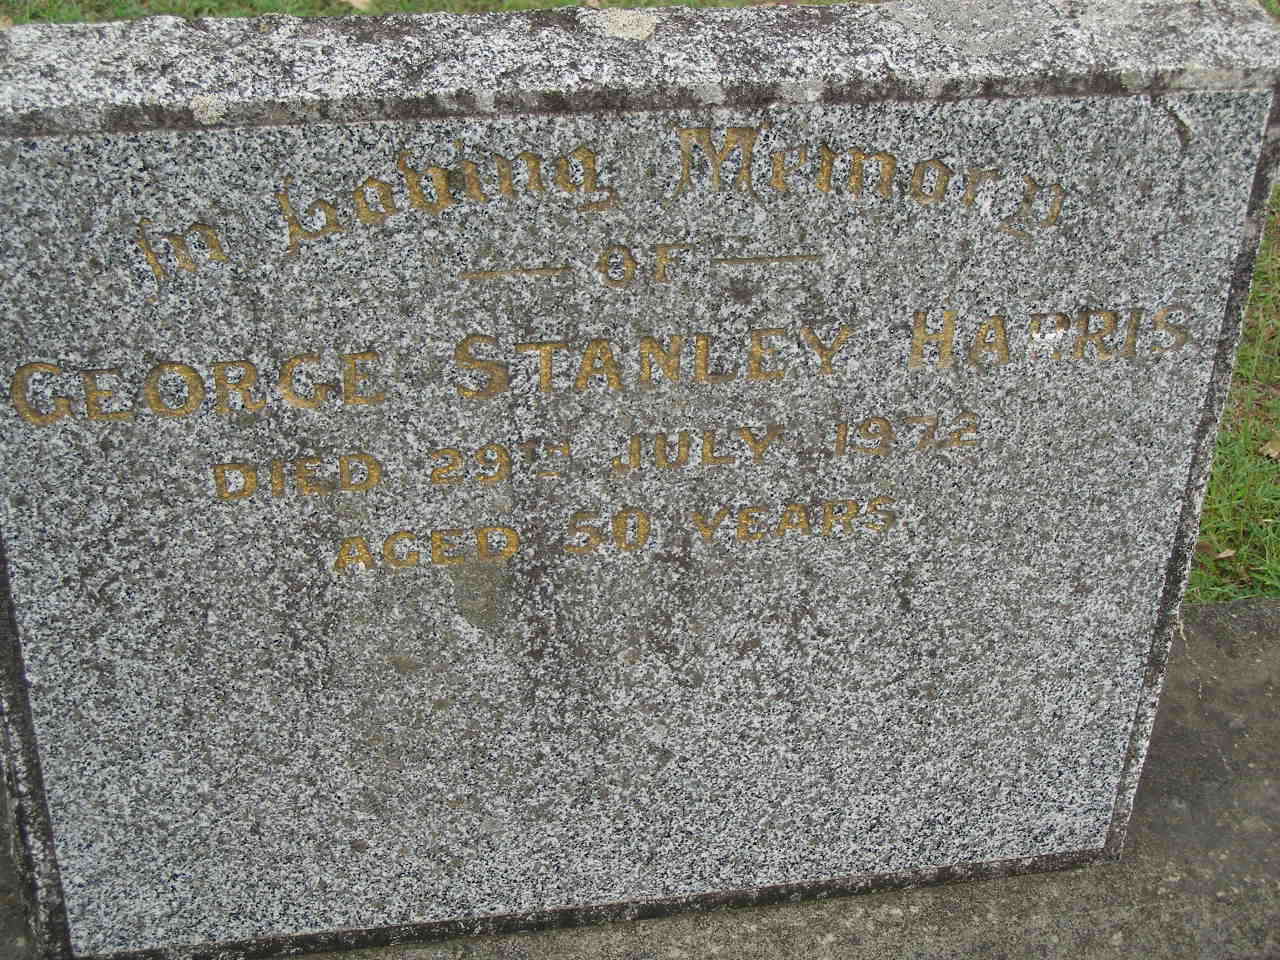 In Loving Memory
— OF —
GEORGE STANLEY HARRIS
DIED 29TH JULY 1972
AGED 50 YEARS